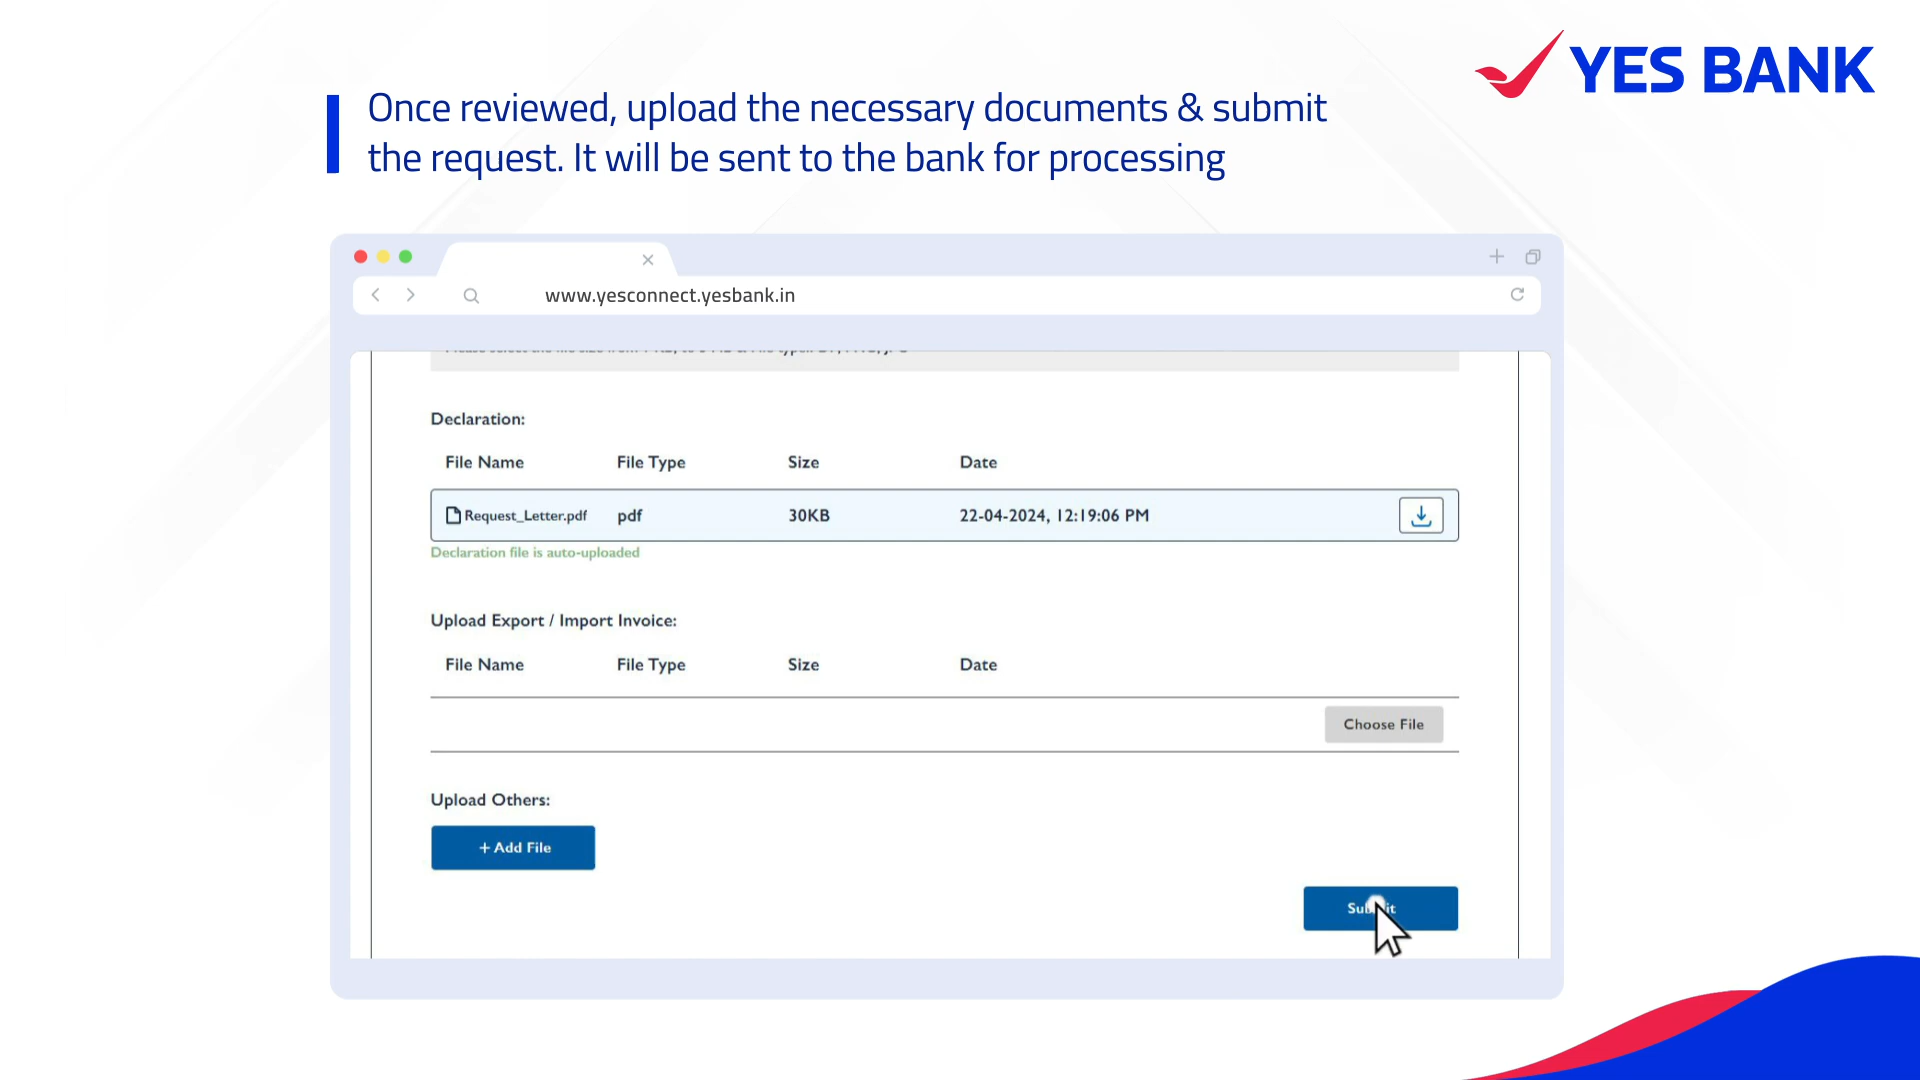 YES BANK
Once reviewed, upload the necessary documents & submit
the request. It will be sent to the bank for processing
www.yesconnect.yesbank.in
Declaration:
File Name File Type Size Date
Request_Letter.pdf pdf 30KB 22-04-2024, 12:19:06 PM
Declaration file is auto-uploaded
Upload Export / Import Invoice:
File Name File Type Size Date
Choose File
Upload Others:
+ Add File
Submit